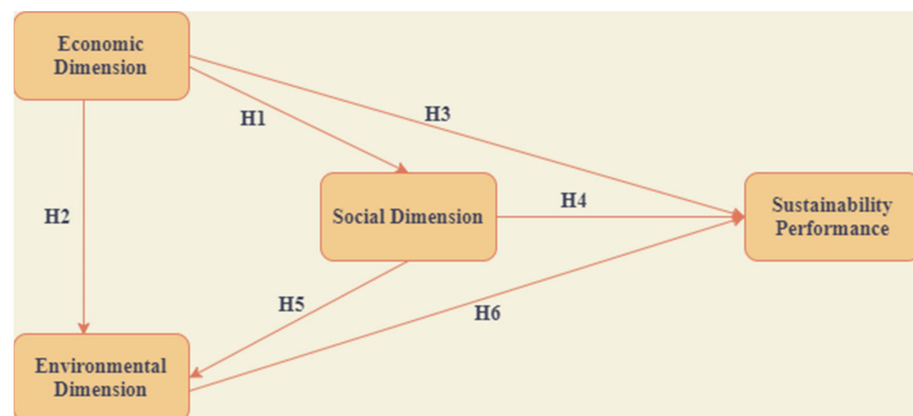 Economic
Dimension
H1
H3
H2
Social Dimension
H4
Sustainability
Performance
H5
H6
Environmental
Dimension